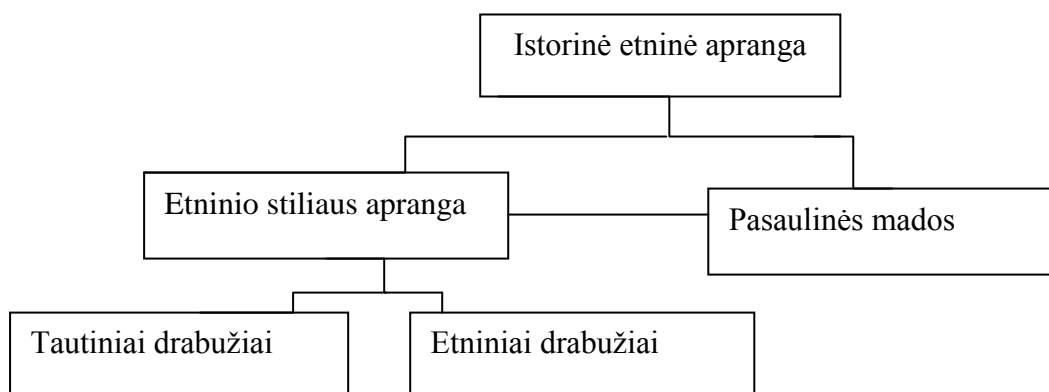 Istorinė etninė apranga
Etninio stiliaus apranga
Pasaulinės mados
Tautiniai drabužiai
Etniniai drabužiai